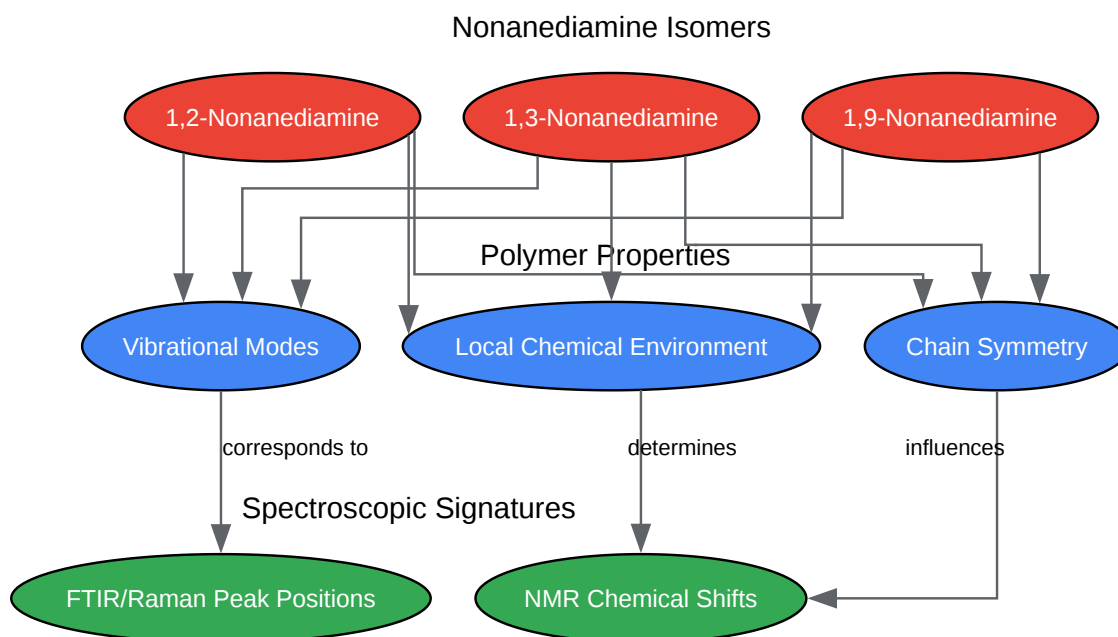 Nonanediamine Isomers
1,2-Nonanediamine
1,3-Nonanediamine
1,9-Nonanediamine
Polymer Properties
Vibrational Modes
Local Chemical Environment
Chain Symmetry
corresponds to
determines
influences
Spectroscopic Signatures
FTIR/Raman Peak Positions
NMR Chemical Shifts